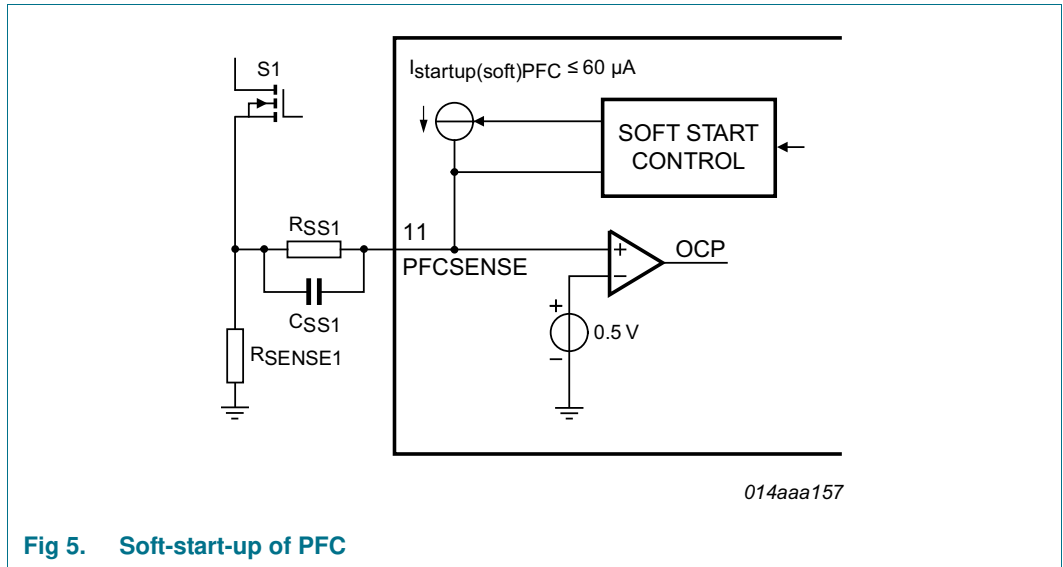 S1
Istartup(soft)PFC ≤ 60 μA
SOFT START
CONTROL
RSS1
11
PFCSENSE
CSS1
RSENSE1
+
−
OCP
+
0.5 V
−
014aaa157
Fig 5. Soft-start-up of PFC